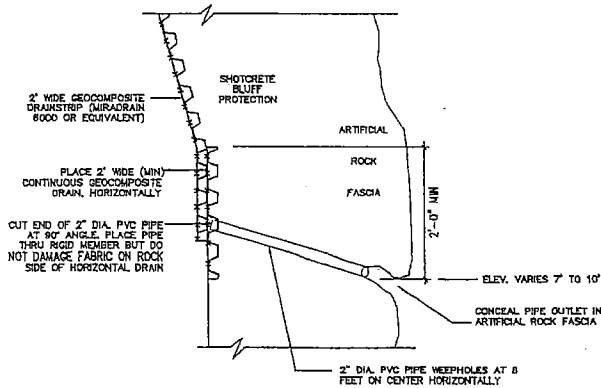 SHOTCRETE
BLUFF
PROTECTION
2' WIDE GEOCOMPOSITE
DRAINSTRIP (MIRADRAIN
6000 OR EQUIVALENT)
ARTIFICIAL
ROCK
FASCIA
PLACE 2' WIDE (MIN)
CONTINUOUS GEOCOMPOSITE
DRAIN, HORIZONTALLY
2'-0" MIN
CUT END OF 2" DIA. PVC PIPE
AT 90° ANGLE. PLACE PIPE
THRU RIGID MEMBER BUT DO
NOT DAMAGE FABRIC ON ROCK
SIDE OF HORIZONTAL DRAIN
ELEV. VARIES 7' TO 10'
CONCEAL PIPE OUTLET IN
ARTIFICIAL ROCK FASCIA
2" DIA. PVC PIPE WEEPHOLES AT 8
FEET ON CENTER HORIZONTALLY